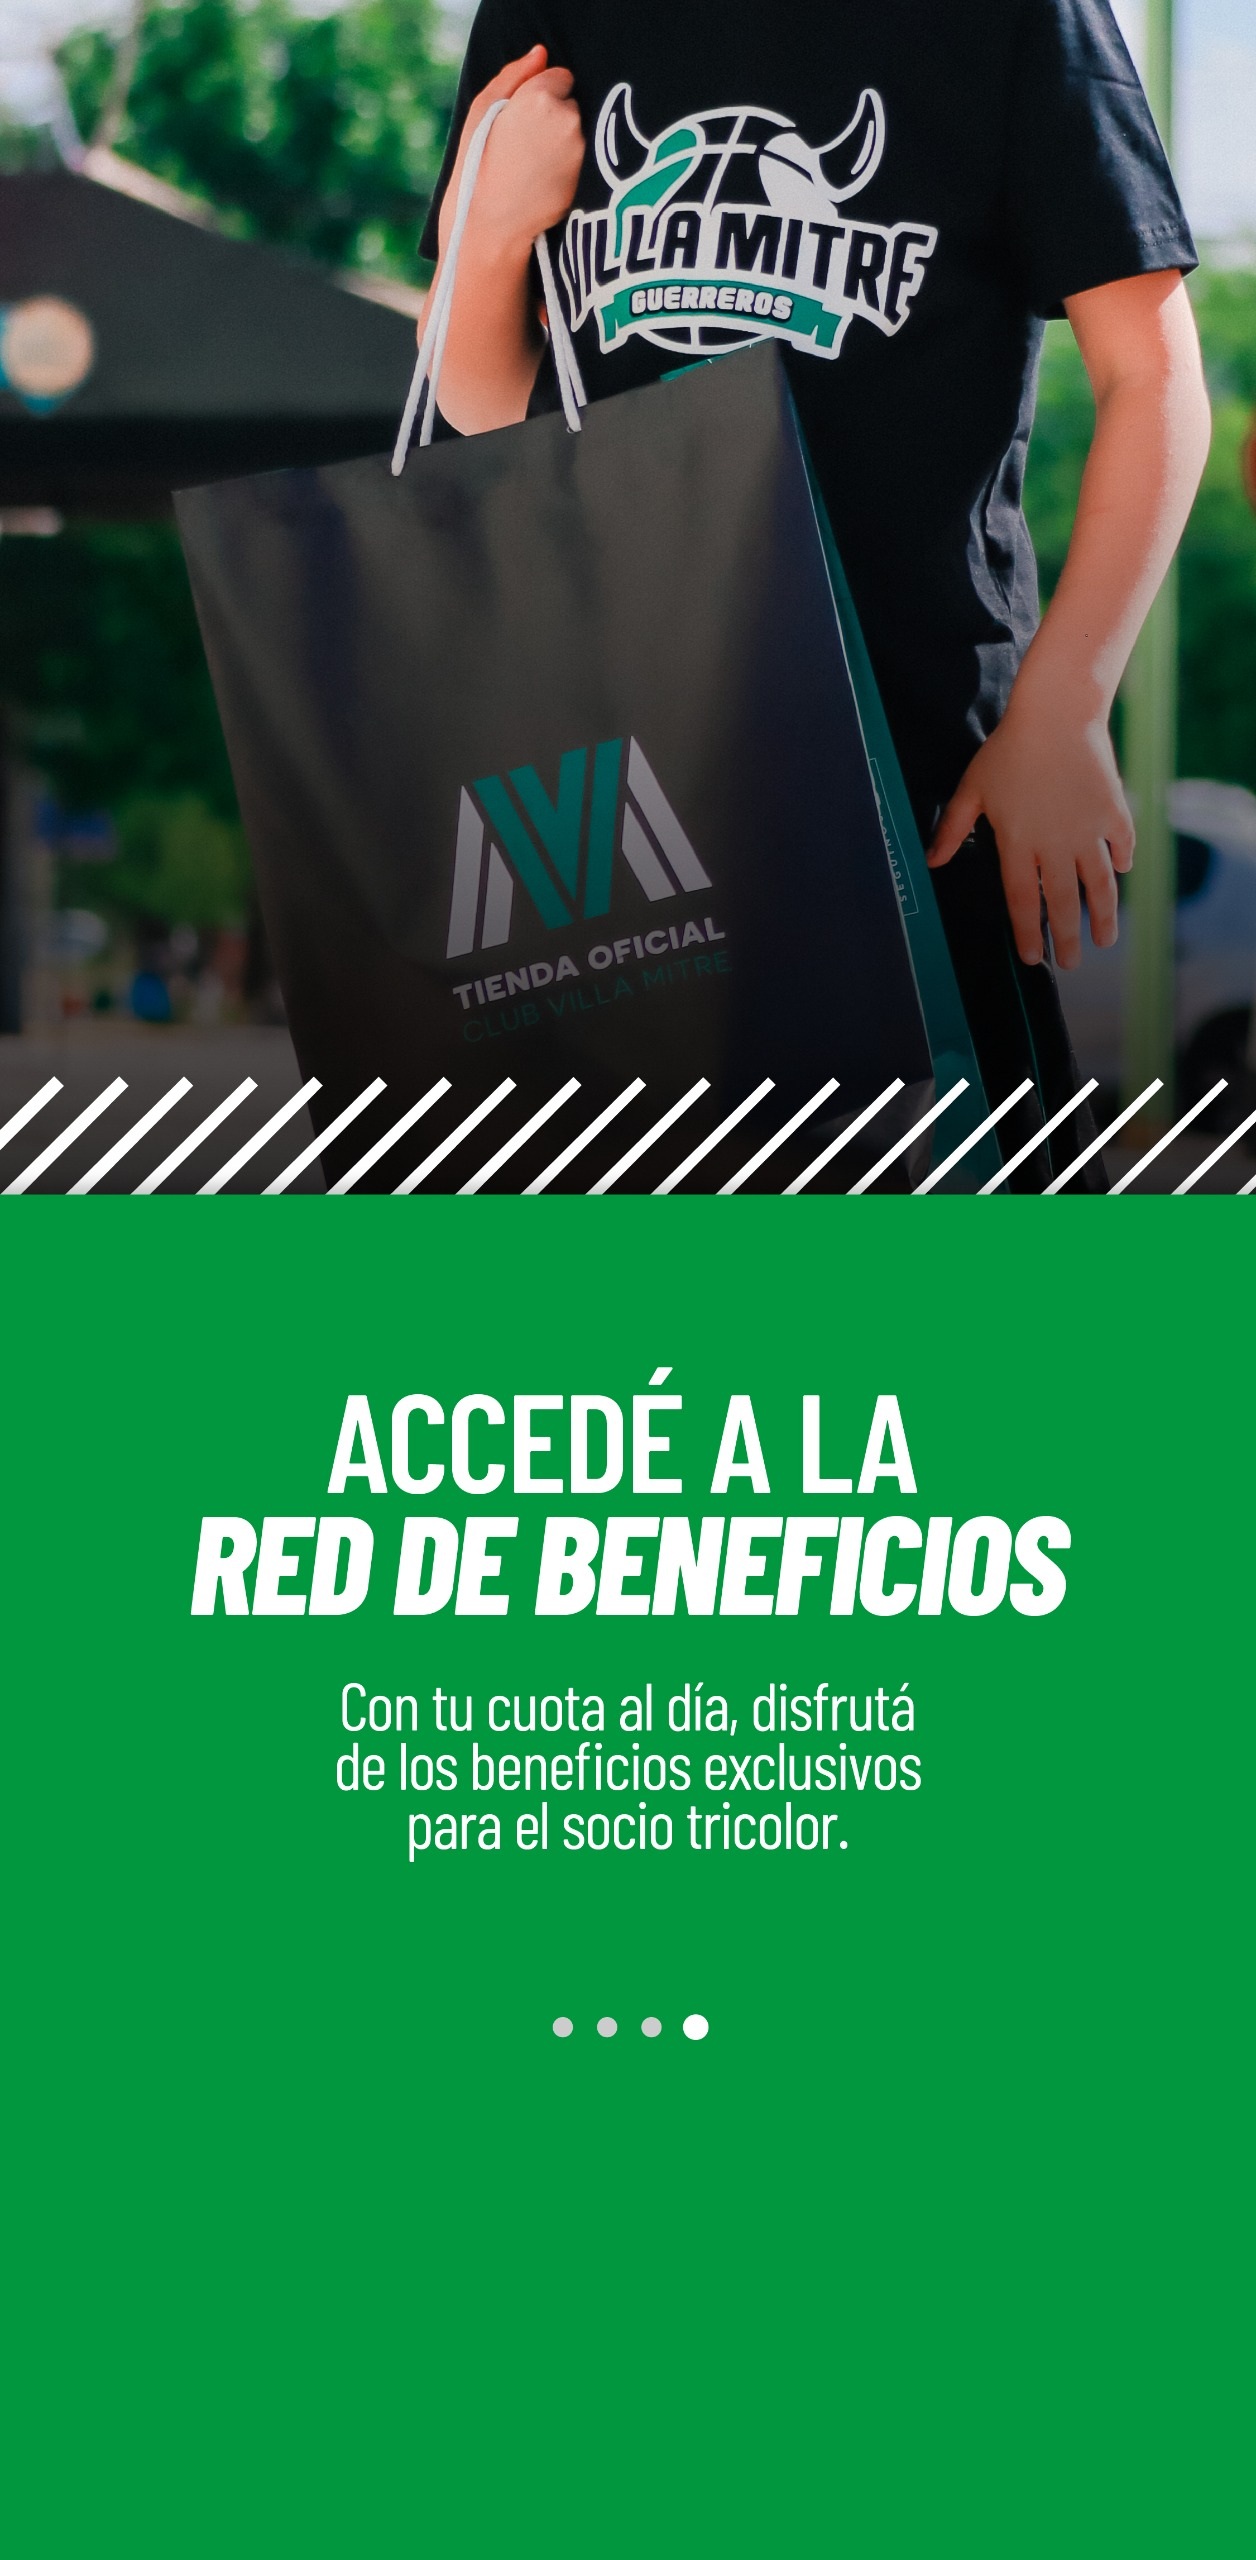 VILLA MITRE
GUERREROS
TIENDA OFICIAL
CLUB VILLA MITRE
SEGUINOS
ACCEDÉ A LA
RED DE BENEFICIOS
Con tu cuota al día, disfrutá
de los beneficios exclusivos
para el socio tricolor.